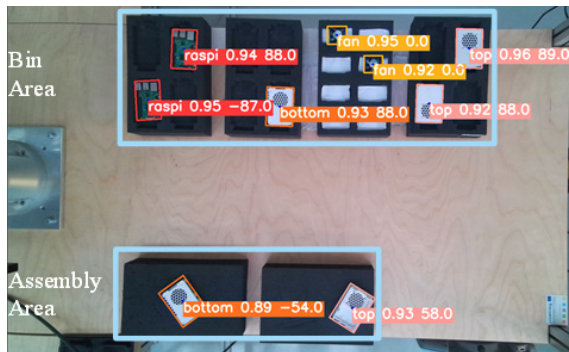 Bin
Area
raspi 0.94 88.0
fan 0.95 0.0
top 0.96 89.0
fan 0.92 0.0
raspi 0.95 -87.0
bottom 0.93 88.0
top 0.92 88.0
Assembly
Area
bottom 0.89 -54.0
top 0.93 58.0